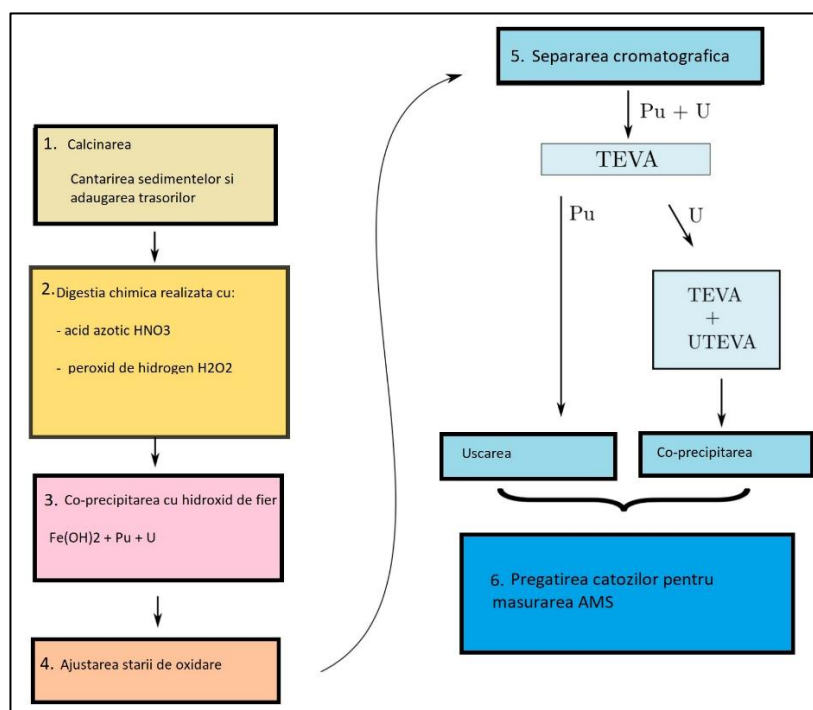 1. Calcinarea
Cantarirea sedimentelor si
adaugarea trasorilor
2. Digestia chimica realizata cu:
- acid azotic HNO3
- peroxid de hidrogen H2O2
3. Co-precipitarea cu hidroxid de fier
Fe(OH)2 + Pu + U
4. Ajustarea starii de oxidare
5. Separarea cromatografica
Pu + U
TEVA
Pu
U
TEVA
+
UTEVA
Uscarea
Co-precipitarea
6. Pregatirea catozilor pentru
masurarea AMS